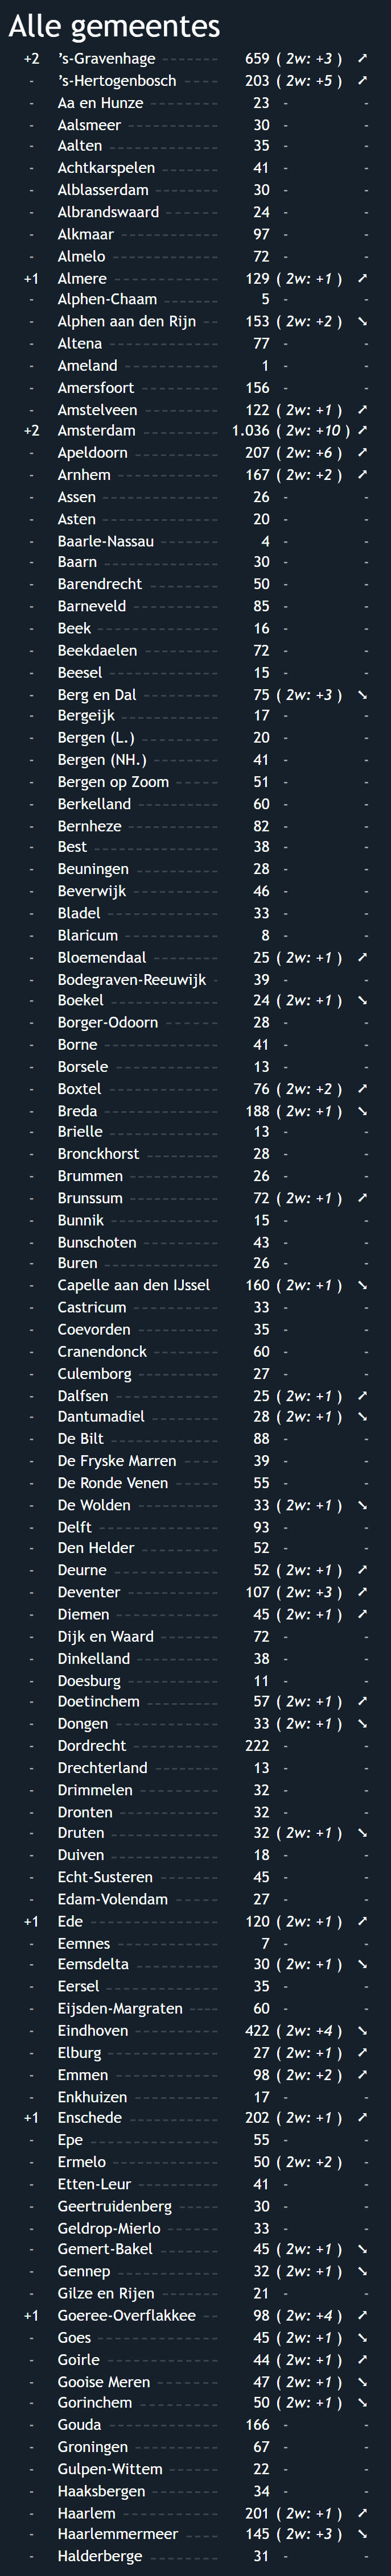 Alle gemeentes
+2 ’s-Gravenhage 659 ( 2w: +3 ) ➚
- ’s-Hertogenbosch 203 ( 2w: +5 ) ➚
- Aa en Hunze 23 - -
- Aalsmeer 30 - -
- Aalten 35 - -
- Achtkarspelen 41 - -
- Alblasserdam 30 - -
- Albrandswaard 24 - -
- Alkmaar 97 - -
- Almelo 72 - -
+1 Almere 129 ( 2w: +1 ) ➚
- Alphen-Chaam 5 - -
- Alphen aan den Rijn 153 ( 2w: +2 ) ➘
- Altena 77 - -
- Ameland 1 - -
- Amersfoort 156 - -
- Amstelveen 122 ( 2w: +1 ) ➚
+2 Amsterdam 1.036 ( 2w: +10 ) ➚
- Apeldoorn 207 ( 2w: +6 ) ➚
- Arnhem 167 ( 2w: +2 ) ➚
- Assen 26 - -
- Asten 20 - -
- Baarle-Nassau 4 - -
- Baarn 30 - -
- Barendrecht 50 - -
- Barneveld 85 - -
- Beek 16 - -
- Beekdaelen 72 - -
- Beesel 15 - -
- Berg en Dal 75 ( 2w: +3 ) ➘
- Bergeijk 17 - -
- Bergen (L.) 20 - -
- Bergen (NH.) 41 - -
- Bergen op Zoom 51 - -
- Berkelland 60 - -
- Bernheze 82 - -
- Best 38 - -
- Beuningen 28 - -
- Beverwijk 46 - -
- Bladel 33 - -
- Blaricum 8 - -
- Bloemendaal 25 ( 2w: +1 ) ➚
- Bodegraven-Reeuwijk 39 - -
- Boekel 24 ( 2w: +1 ) ➘
- Borger-Odoorn 28 - -
- Borne 41 - -
- Borsele 13 - -
- Boxtel 76 ( 2w: +2 ) ➚
- Breda 188 ( 2w: +1 ) ➘
- Brielle 13 - -
- Bronckhorst 28 - -
- Brummen 26 - -
- Brunssum 72 ( 2w: +1 ) ➚
- Bunnik 15 - -
- Bunschoten 43 - -
- Buren 26 - -
- Capelle aan den IJssel 160 ( 2w: +1 ) ➘
- Castricum 33 - -
- Coevorden 35 - -
- Cranendonck 60 - -
- Culemborg 27 - -
- Dalfsen 25 ( 2w: +1 ) ➚
- Dantumadiel 28 ( 2w: +1 ) ➘
- De Bilt 88 - -
- De Fryske Marren 39 - -
- De Ronde Venen 55 - -
- De Wolden 33 ( 2w: +1 ) ➘
- Delft 93 - -
- Den Helder 52 - -
- Deurne 52 ( 2w: +1 ) ➚
- Deventer 107 ( 2w: +3 ) ➚
- Diemen 45 ( 2w: +1 ) ➚
- Dijk en Waard 72 - -
- Dinkelland 38 - -
- Doesburg 11 - -
- Doetinchem 57 ( 2w: +1 ) ➚
- Dongen 33 ( 2w: +1 ) ➘
- Dordrecht 222 - -
- Drechterland 13 - -
- Drimmelen 32 - -
- Dronten 32 - -
- Druten 32 ( 2w: +1 ) ➘
- Duiven 18 - -
- Echt-Susteren 45 - -
- Edam-Volendam 27 - -
+1 Ede 120 ( 2w: +1 ) ➚
- Eemnes 7 - -
- Eemsdelta 30 ( 2w: +1 ) ➘
- Eersel 35 - -
- Eijsden-Margraten 60 - -
- Eindhoven 422 ( 2w: +4 ) ➘
- Elburg 27 ( 2w: +1 ) ➚
- Emmen 98 ( 2w: +2 ) ➚
- Enkhuizen 17 - -
+1 Enschede 202 ( 2w: +1 ) ➚
- Epe 55 - -
- Ermelo 50 ( 2w: +2 ) -
- Etten-Leur 41 - -
- Geertruidenberg 30 - -
- Geldrop-Mierlo 33 - -
- Gemert-Bakel 45 ( 2w: +1 ) ➘
- Gennep 32 ( 2w: +1 ) ➘
- Gilze en Rijen 21 - -
+1 Goeree-Overflakkee 98 ( 2w: +4 ) ➚
- Goes 45 ( 2w: +1 ) ➘
- Goirle 44 ( 2w: +1 ) ➚
- Gooise Meren 47 ( 2w: +1 ) ➘
- Gorinchem 50 ( 2w: +1 ) ➘
- Gouda 166 - -
- Groningen 67 - -
- Gulpen-Wittem 22 - -
- Haaksbergen 34 - -
- Haarlem 201 ( 2w: +1 ) ➚
- Haarlemmermeer 145 ( 2w: +3 ) ➘
- Halderberge 31 - -